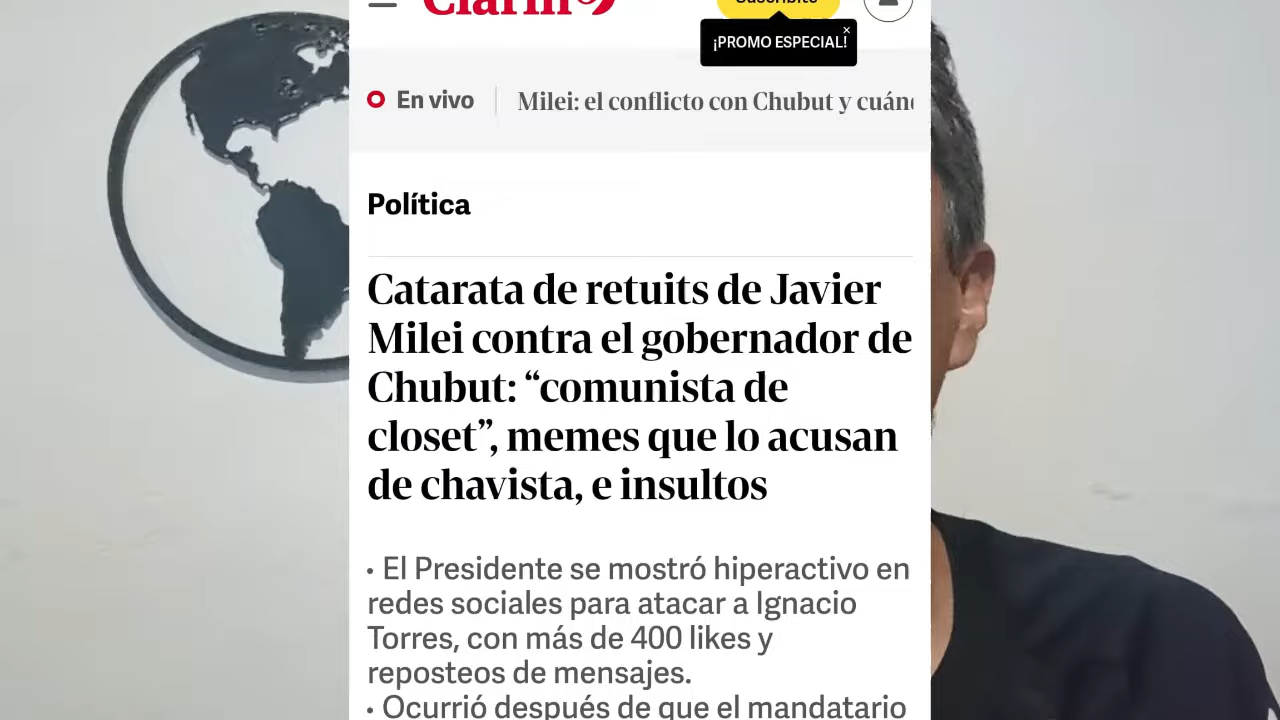 Clarín
Suscribite
¡PROMO ESPECIAL!
×
En vivo
Milei: el conflicto con Chubut y cuán
Política
Catarata de retuits de Javier
Milei contra el gobernador de
Chubut: “comunista de
closet”, memes que lo acusan
de chavista, e insultos
• El Presidente se mostró hiperactivo en
redes sociales para atacar a Ignacio
Torres, con más de 400 likes y
reposteos de mensajes.
• Ocurrió después de que el mandatario